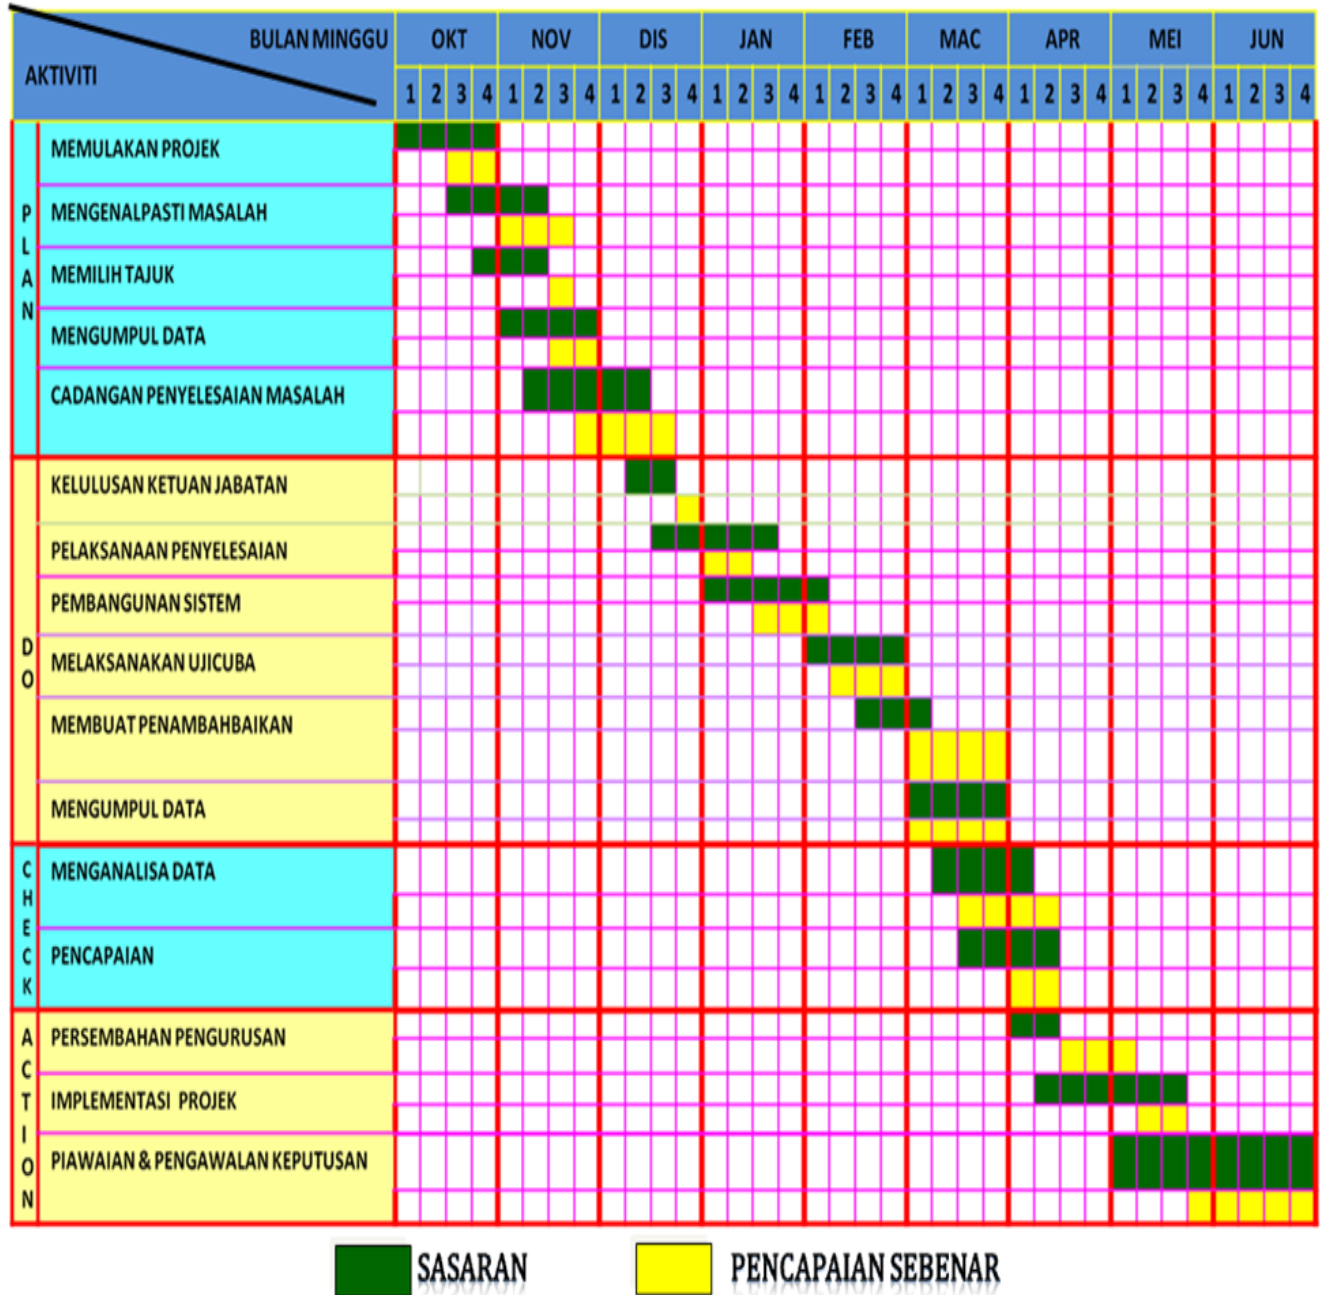 BULAN MINGGU
AKTIVITI
OKT NOV DIS JAN FEB MAC APR MEI JUN
1 2 3 4 1 2 3 4 1 2 3 4 1 2 3 4 1 2 3 4 1 2 3 4 1 2 3 4 1 2 3 4 1 2 3 4
PLAN
MEMULAKAN PROJEK
MENGENALPASTI MASALAH
MEMILIH TAJUK
MENGUMPUL DATA
CADANGAN PENYELESAIAN MASALAH
DO
KELULUSAN KETUAN JABATAN
PELAKSANAAN PENYELESAIAN
PEMBANGUNAN SISTEM
MELAKSANAKAN UJICUBA
MEMBUAT PENAMBAHBAIKAN
MENGUMPUL DATA
CHECK
MENGANALISA DATA
PENCAPAIAN
ACTION
PERSEMBAHAN PENGURUSAN
IMPLEMENTASI PROJEK
PIAWAIAN & PENGAWALAN KEPUTUSAN
SASARAN
PENCAPAIAN SEBENAR